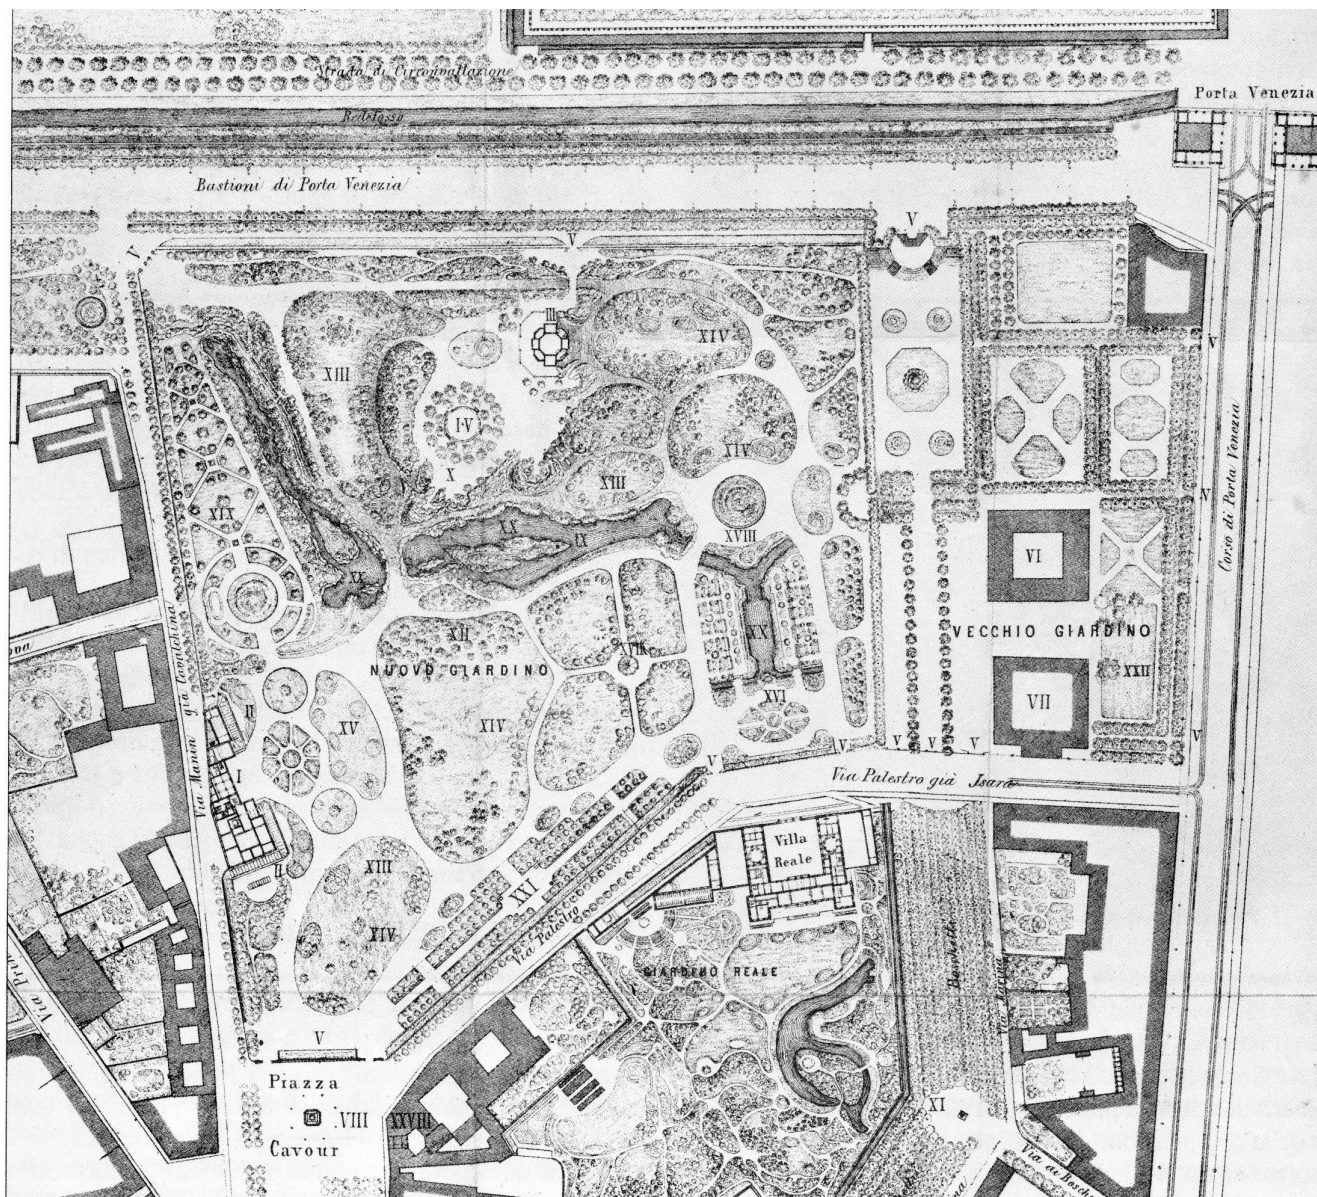 Strada di Circonvallazione
Porta Venezia
Redefosso
Bastioni di Porta Venezia
V
V
V
III
XIV
XIII
V
IV
X
XIV
XIII
Corso di Porta Venezia
V
XIX
XX
IX
XVIII
XX
VI
XX
XII
VECCHIO GIARDINO
NUOVO GIARDINO
XXII
II
XV
XIV
XVI
VII
V
V
V
V
V
V
I
Via Manin già
Via Palestro già Isara
Villa
Reale
XIII
XXI
XIV
Via Palestro
GIARDINO REALE
Boschetti
V
Piazza
VIII
XXVIII
XI
Cavour